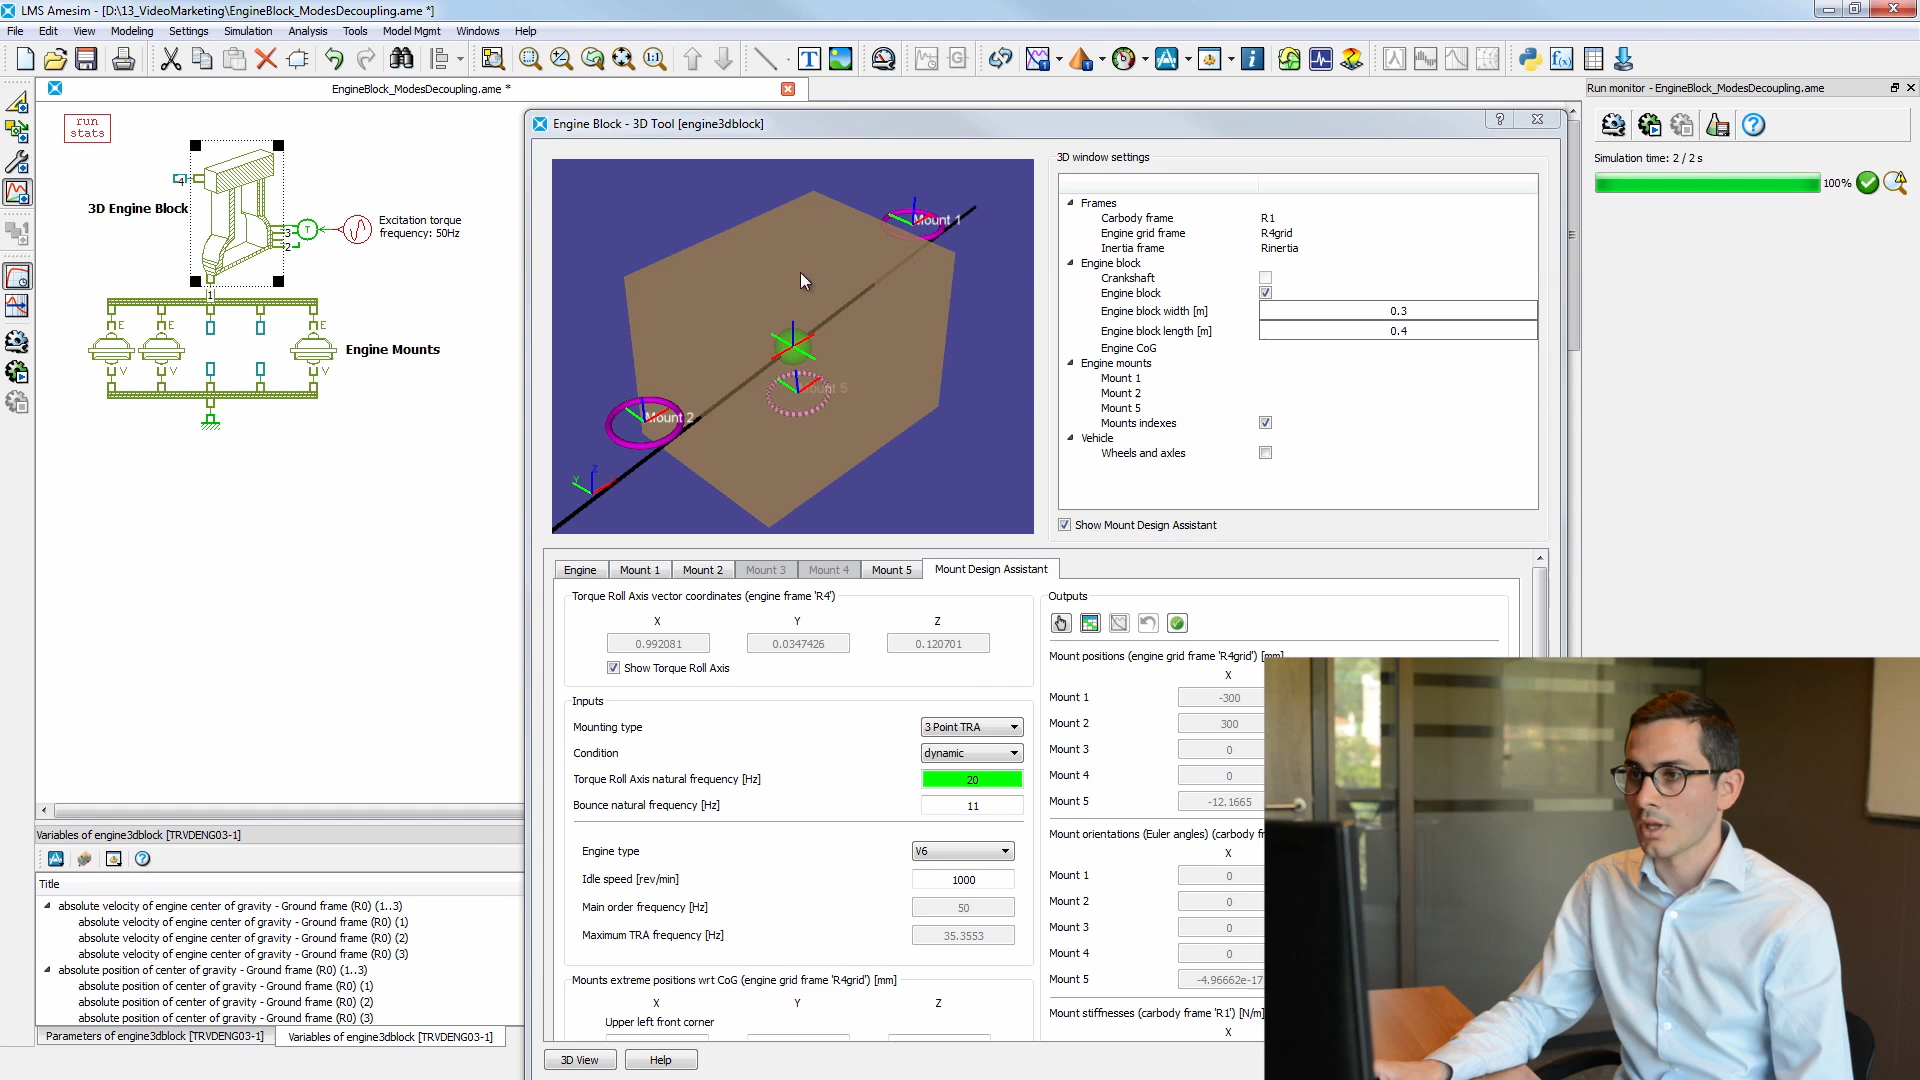 LMS Amesim - [D:\13_VideoMarketing\EngineBlock_ModesDecoupling.ame *]
File Edit View Modeling Settings Simulation Analysis Tools Model Mgmt Windows Help
EngineBlock_ModesDecoupling.ame *
Run monitor - EngineBlock_ModesDecoupling.ame
Simulation time: 2 / 2 s
100%
run
stats
3D Engine Block
Excitation torque
frequency: 50Hz
4
3
2
1
T
E E E
V V V
Engine Mounts
Engine Block - 3D Tool [engine3dblock]
Mount 1
Mount 5
Mount 2
Z
Y
3D window settings
Frames
Carbody frame R1
Engine grid frame R4grid
Inertia frame Rinertia
Engine block
Crankshaft
Engine block
Engine block width [m] 0.3
Engine block length [m] 0.4
Engine CoG
Engine mounts
Mount 1
Mount 2
Mount 5
Mounts indexes
Vehicle
Wheels and axles
Show Mount Design Assistant
Engine Mount 1 Mount 2 Mount 3 Mount 4 Mount 5 Mount Design Assistant
Torque Roll Axis vector coordinates (engine frame 'R4')
X Y Z
0.992081 0.0347426 0.120701
Show Torque Roll Axis
Inputs
Mounting type 3 Point TRA
Condition dynamic
Torque Roll Axis natural frequency [Hz] 20
Bounce natural frequency [Hz] 11
Engine type V6
Idle speed [rev/min] 1000
Main order frequency [Hz] 50
Maximum TRA frequency [Hz] 35.3553
Mounts extreme positions wrt CoG (engine grid frame 'R4grid') [mm]
X Y Z
Upper left front corner
Outputs
Mount positions (engine grid frame 'R4grid') [mm]
X
Mount 1 -300
Mount 2 300
Mount 3 0
Mount 4 0
Mount 5 -12.1665
Mount orientations (Euler angles) (carbody f
X
Mount 1 0
Mount 2 0
Mount 3 0
Mount 4 0
Mount 5 -4.96662e-17
Mount stiffnesses (carbody frame 'R1') [N/m]
X
3D View Help
Variables of engine3dblock [TRVDENG03-1]
Title
absolute velocity of engine center of gravity - Ground frame (R0) (1..3)
absolute velocity of engine center of gravity - Ground frame (R0) (1)
absolute velocity of engine center of gravity - Ground frame (R0) (2)
absolute velocity of engine center of gravity - Ground frame (R0) (3)
absolute position of center of gravity - Ground frame (R0) (1..3)
absolute position of center of gravity - Ground frame (R0) (1)
absolute position of center of gravity - Ground frame (R0) (2)
absolute position of center of gravity - Ground frame (R0) (3)
Parameters of engine3dblock [TRVDENG03-1] Variables of engine3dblock [TRVDENG03-1]